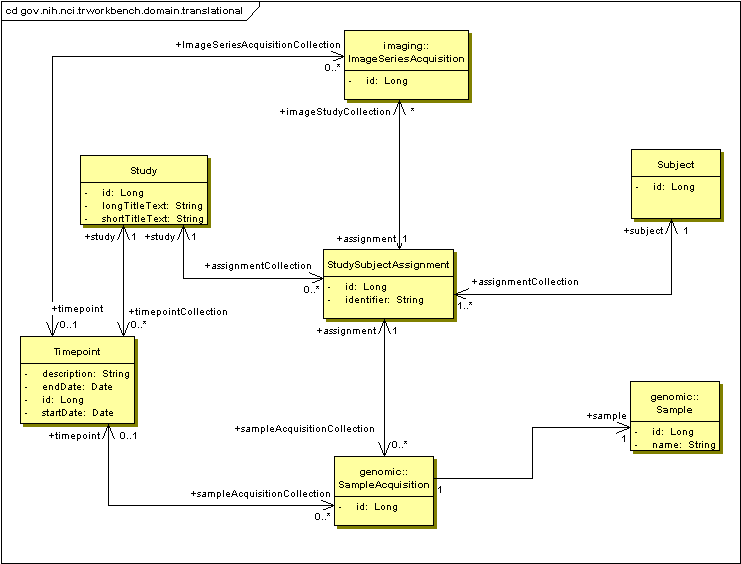 cd gov.nih.nci.trworkbench.domain.translational
+ImageSeriesAcquisitionCollection
0..*
imaging::
ImageSeriesAcquisition
- id: Long
+imageStudyCollection
*
Study
- id: Long
- longTitleText: String
- shortTitleText: String
Subject
- id: Long
+study 1
+study 1
+subject 1
+assignment 1
+assignmentCollection
0..*
StudySubjectAssignment
- id: Long
- identifier: String
+assignmentCollection
1..*
+timepoint
0..1
+timepointCollection
0..*
+assignment 1
Timepoint
- description: String
- endDate: Date
- id: Long
- startDate: Date
+timepoint 0..1
+sampleAcquisitionCollection
0..*
genomic::
Sample
- id: Long
- name: String
+sample
1
genomic::
SampleAcquisition
- id: Long
1
+sampleAcquisitionCollection
0..*